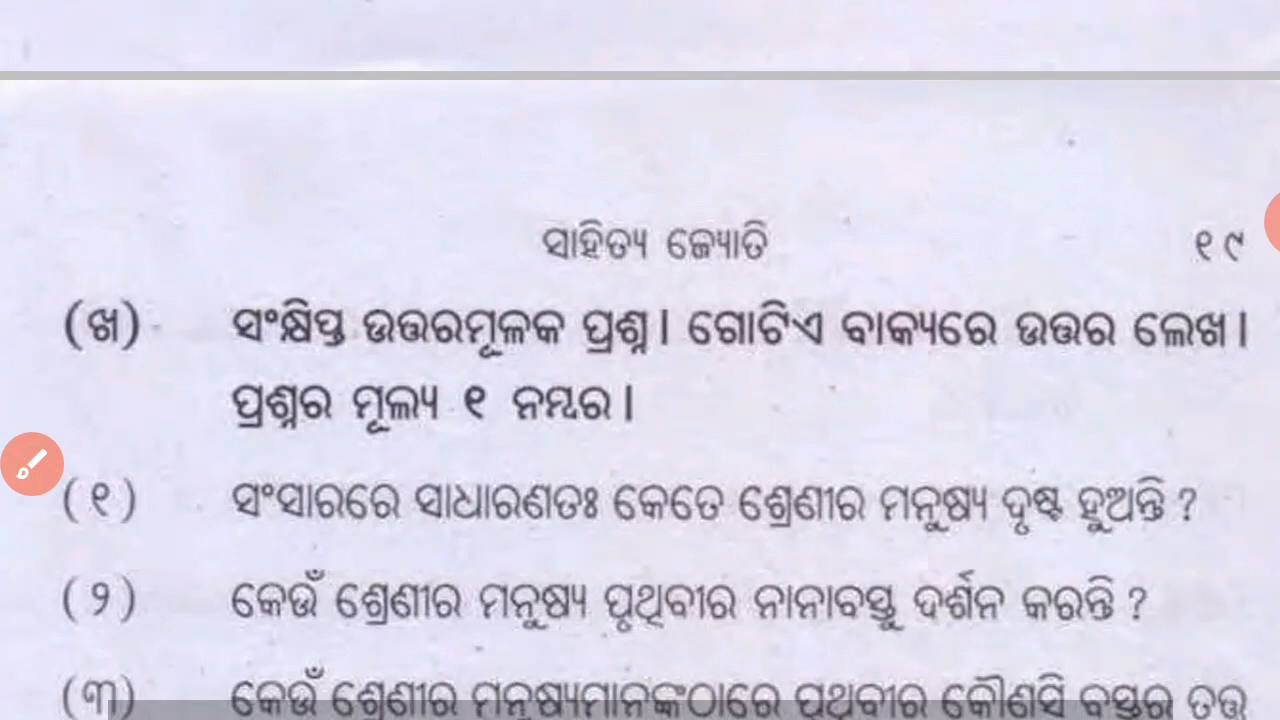 ସାହିତ୍ୟ ଜ୍ୟୋତି ୧୯
(ଖ) ସଂକ୍ଷିପ୍ତ ଉତ୍ତରମୂଳକ ପ୍ରଶ୍ନ। ଗୋଟିଏ ବାକ୍ୟରେ ଉତ୍ତର ଲେଖ।
ପ୍ରଶ୍ନର ମୂଲ୍ୟ ୧ ନମ୍ବର।
(୧) ସଂସାରରେ ସାଧାରଣତଃ କେତେ ଶ୍ରେଣୀର ମନୁଷ୍ୟ ଦୃଷ୍ଟ ହୁଅନ୍ତି ?
(୨) କେଉଁ ଶ୍ରେଣୀର ମନୁଷ୍ୟ ପୃଥିବୀର ନାନାବସ୍ତୁ ଦର୍ଶନ କରନ୍ତି ?
(୩) କେଉଁ ଶ୍ରେଣୀର ମନୁଷ୍ୟମାନଙ୍କଠାରେ ପୃଥିବୀର କୌଣସି ବସ୍ତୁର ତତ୍ତ୍ୱ